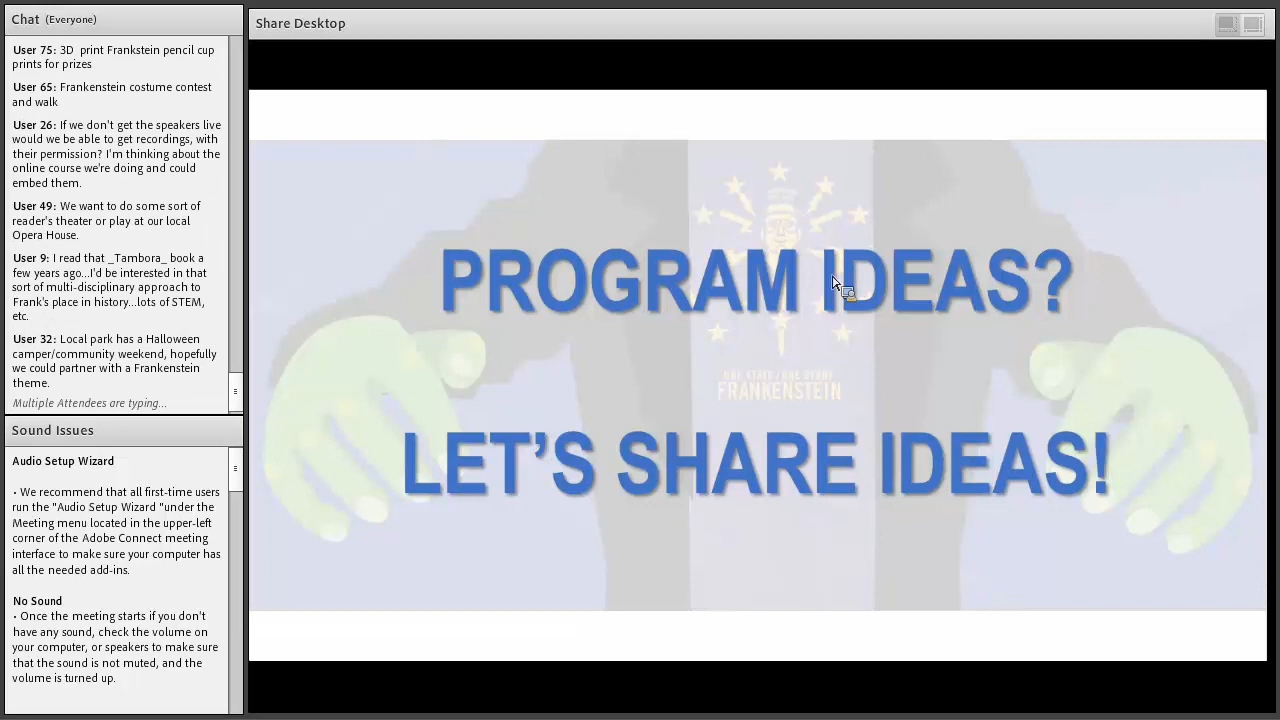 Chat (Everyone)
User 75: 3D print Frankstein pencil cup
prints for prizes
User 65: Frankenstein costume contest
and walk
User 26: If we don't get the speakers live
would we be able to get recordings, with
their permission? I'm thinking about the
online course we're doing and could
embed them.
User 49: We want to do some sort of
reader's theater or play at our local
Opera House.
User 9: I read that _Tambora_ book a
few years ago...I'd be interested in that
sort of multi-disciplinary approach to
Frank's place in history...lots of STEM,
etc.
User 32: Local park has a Halloween
camper/community weekend, hopefully
we could partner with a Frankenstein
theme.
Multiple Attendees are typing...
Sound Issues
Audio Setup Wizard
• We recommend that all first-time users
run the "Audio Setup Wizard "under the
Meeting menu located in the upper-left
corner of the Adobe Connect meeting
interface to make sure your computer has
all the needed add-ins.
No Sound
• Once the meeting starts if you don't
have any sound, check the volume on
your computer, or speakers to make sure
that the sound is not muted, and the
volume is turned up.
Share Desktop
PROGRAM IDEAS?
ONE STATE / ONE STORY
FRANKENSTEIN
LET’S SHARE IDEAS!